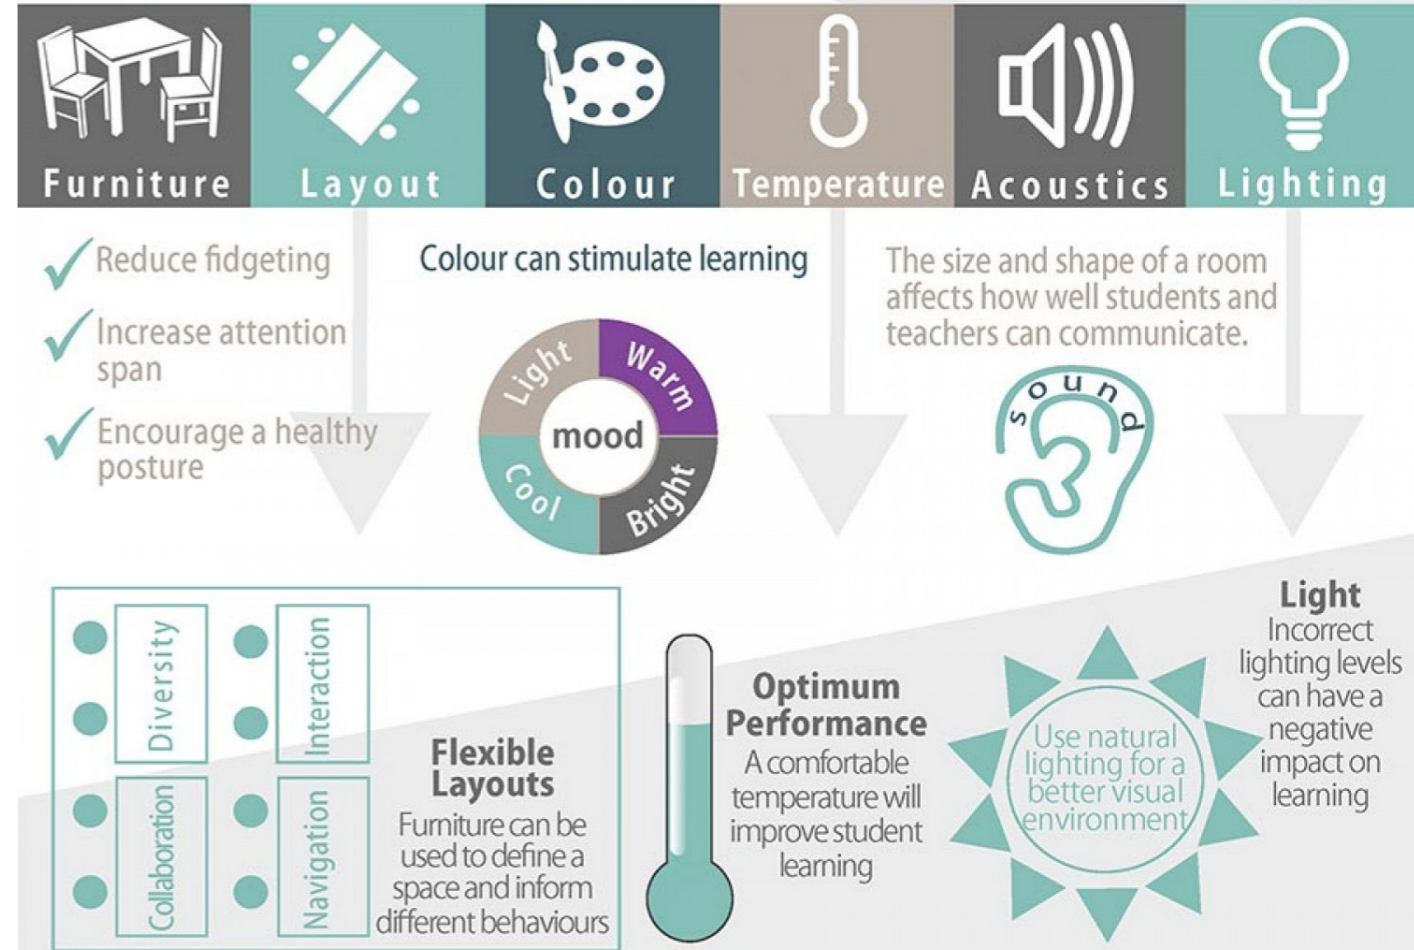 Furniture
Layout
Colour
Temperature
Acoustics
Lighting
Reduce fidgeting
Increase attention
span
Encourage a healthy
posture
Colour can stimulate learning
Light
Warm
mood
Cool
Bright
The size and shape of a room
affects how well students and
teachers can communicate.
sound
Diversity
Interaction
Collaboration
Navigation
Flexible
Layouts
Furniture can be
used to define a
space and inform
different behaviours
Optimum
Performance
A comfortable
temperature will
improve student
learning
Use natural
lighting for a
better visual
environment
Light
Incorrect
lighting levels
can have a
negative
impact on
learning